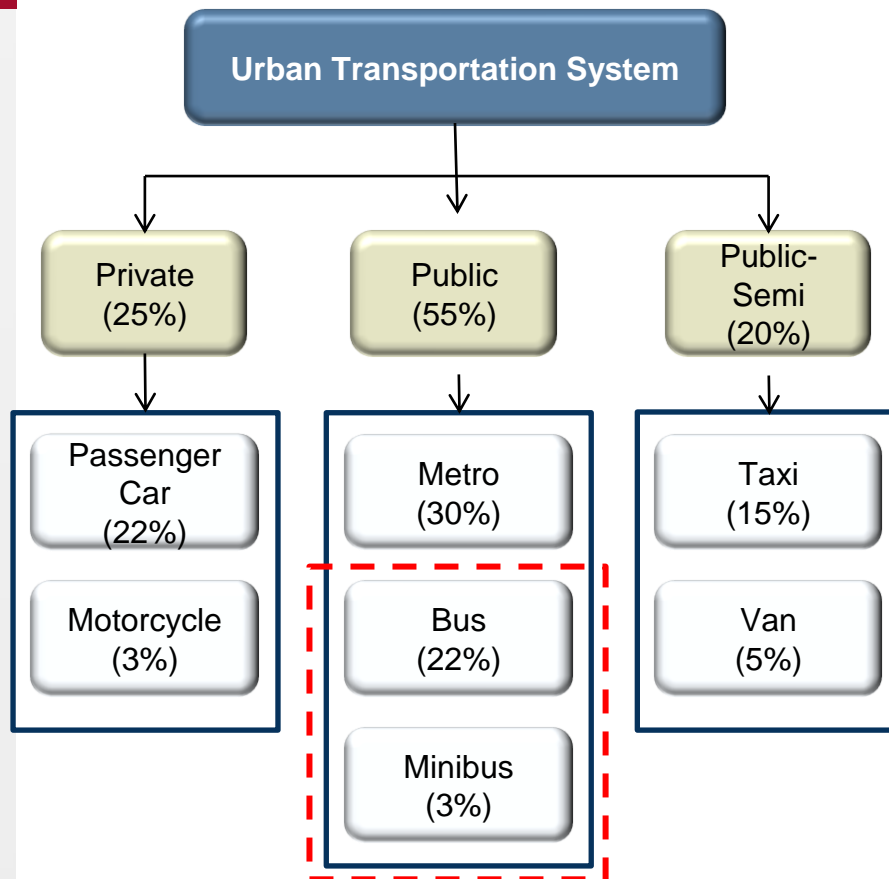 Urban Transportation System
Private
(25%)
Public
(55%)
Public-
Semi
(20%)
Passenger
Car
(22%)
Motorcycle
(3%)
Metro
(30%)
Bus
(22%)
Minibus
(3%)
Taxi
(15%)
Van
(5%)